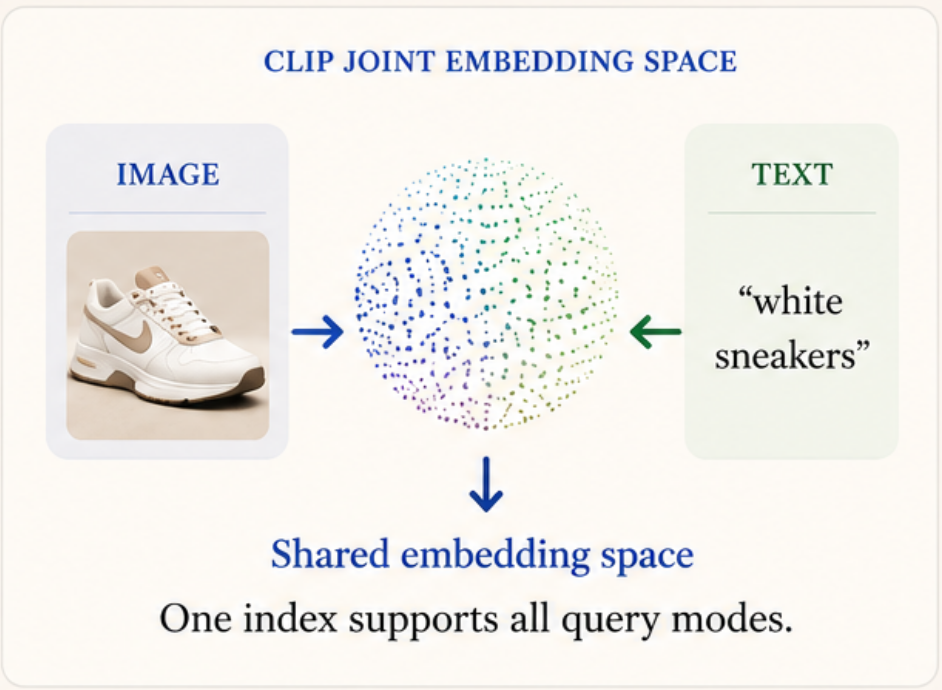 CLIP JOINT EMBEDDING SPACE
IMAGE
TEXT
“white
sneakers”
Shared embedding space
One index supports all query modes.